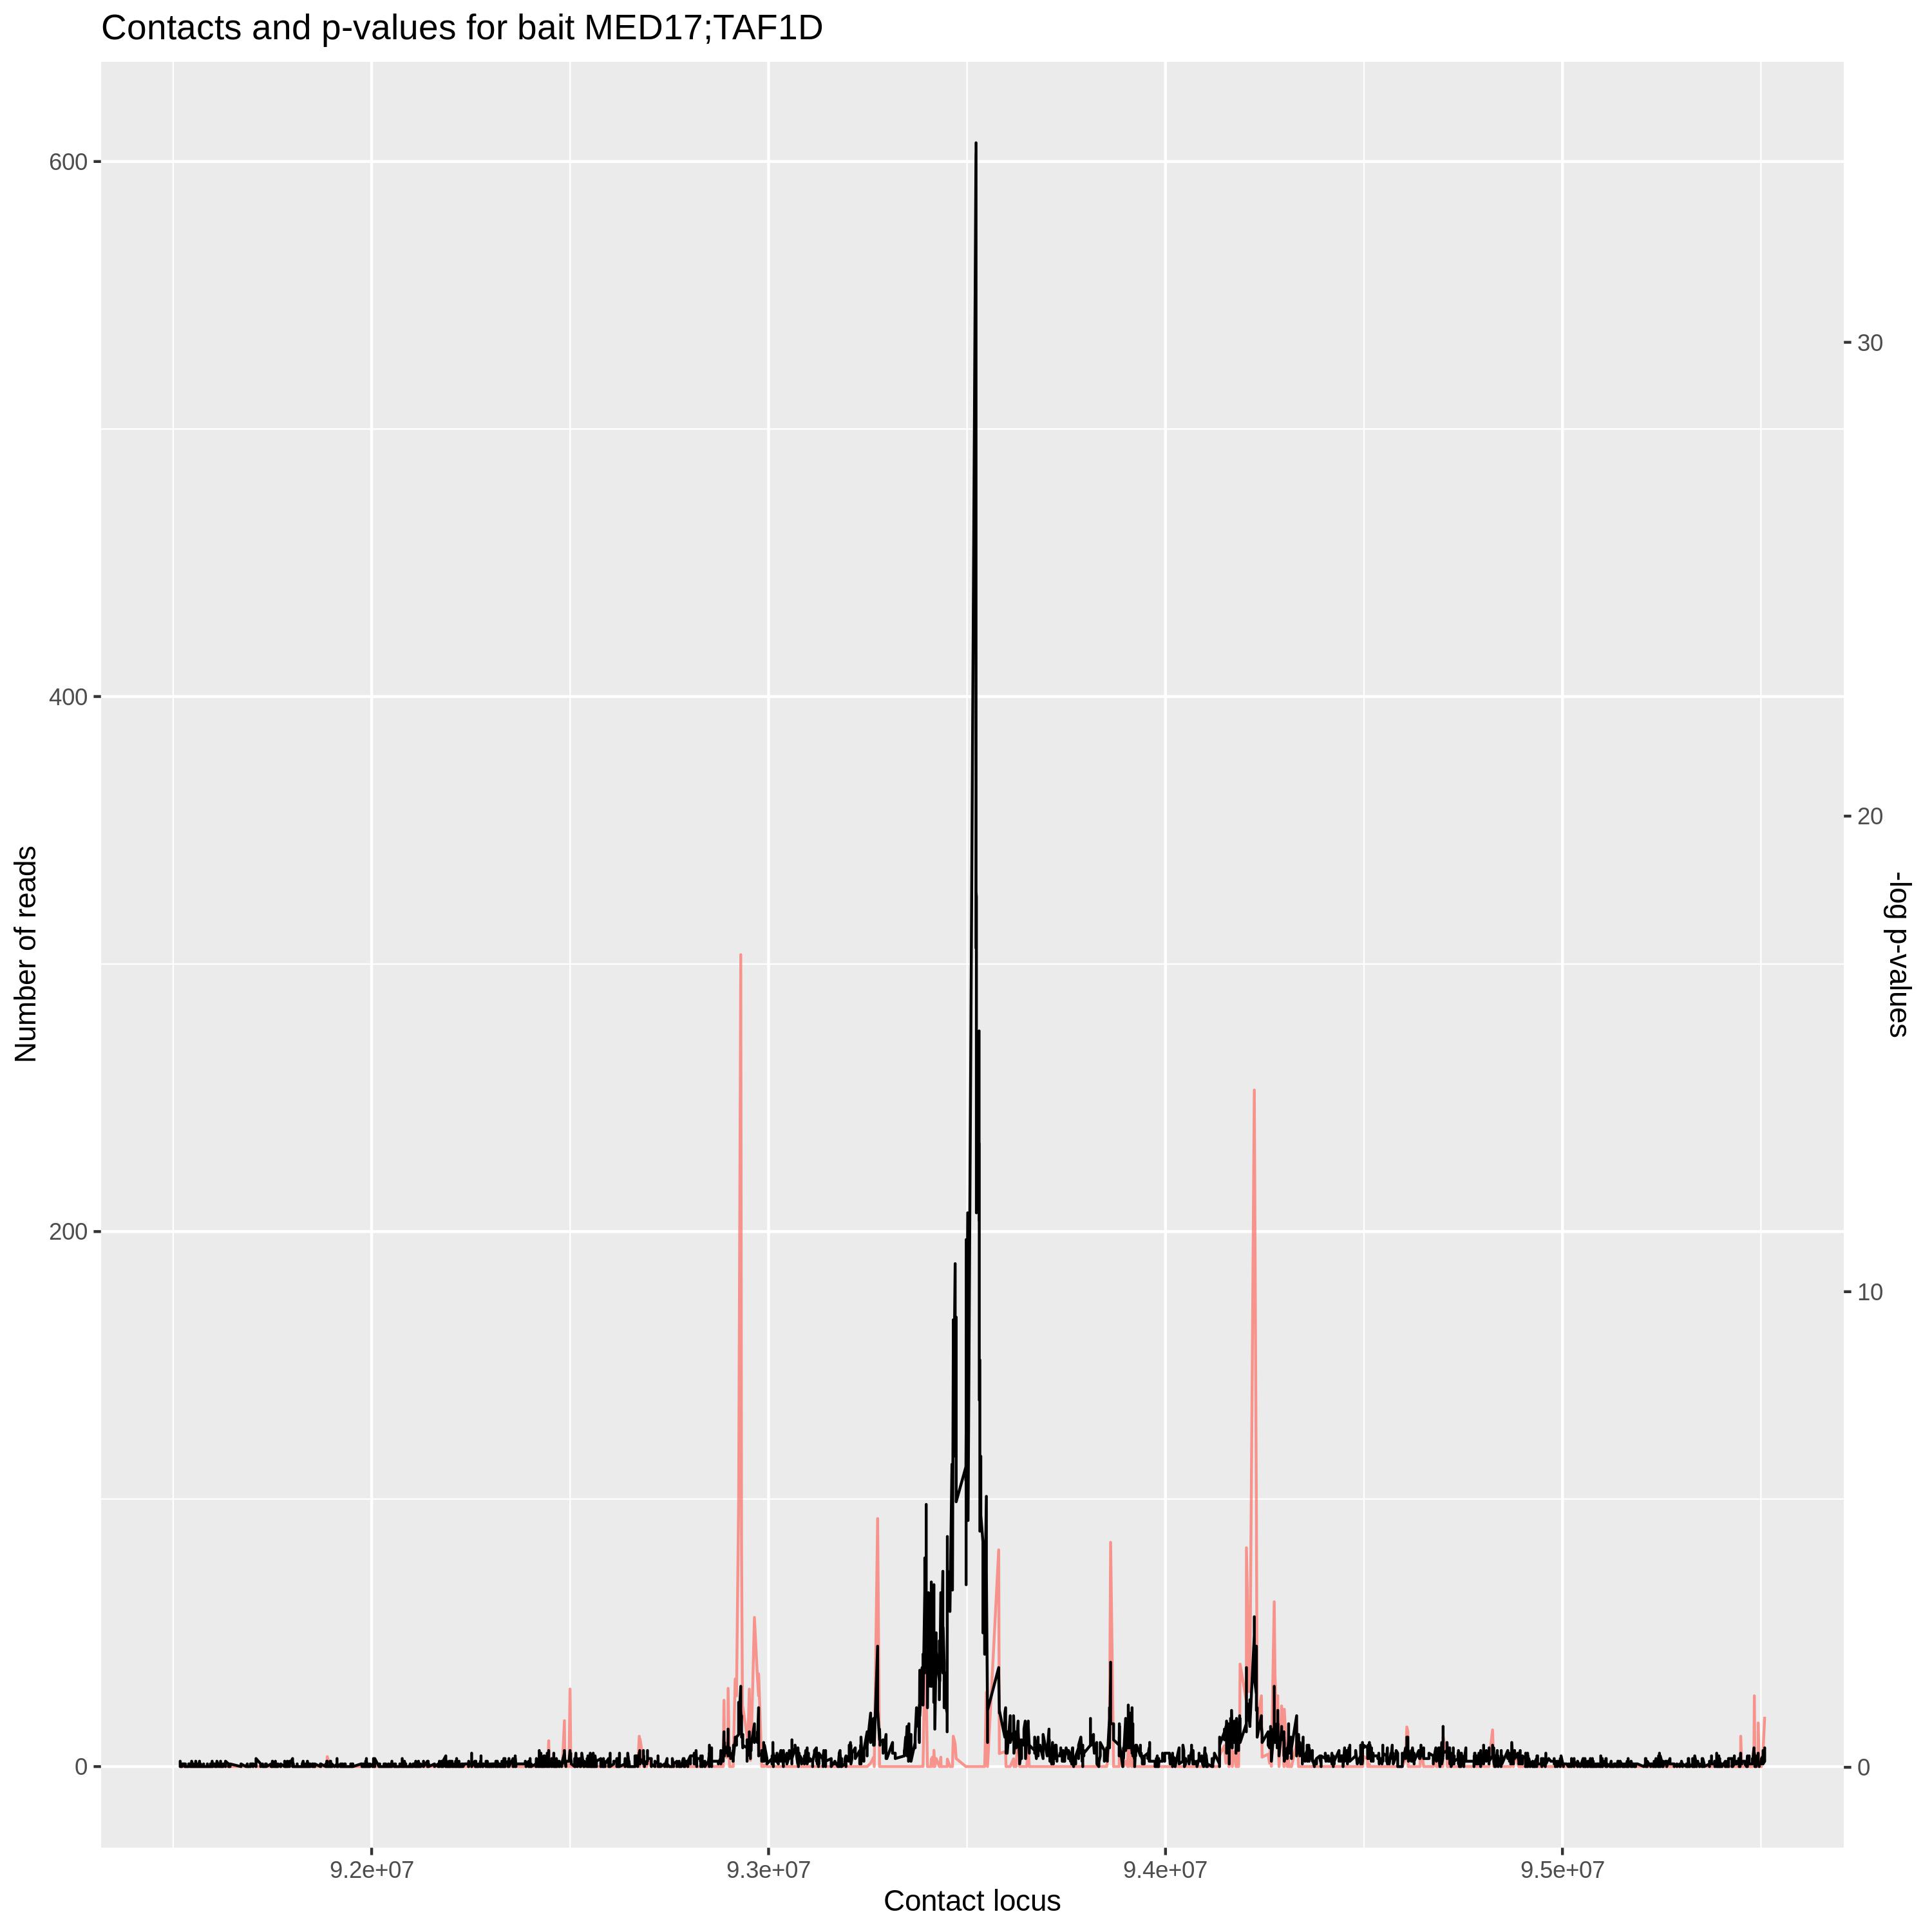 Contacts and p-values for bait MED17;TAF1D
600
400
200
0
Number of reads
30
20
10
0
-log p-values
9.2e+07
9.3e+07
9.4e+07
9.5e+07
Contact locus